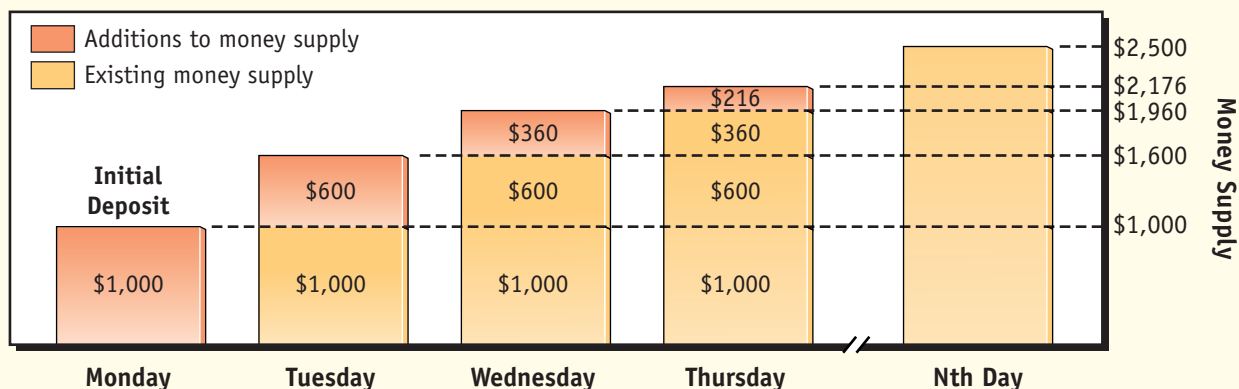 Additions to money supply
Existing money supply
Initial
Deposit
$1,000
$600
$1,000
$360
$600
$1,000
$216
$360
$600
$1,000
$2,500
$2,176
$1,960
$1,600
$1,000
Money Supply
Monday
Tuesday
Wednesday
Thursday
Nth Day